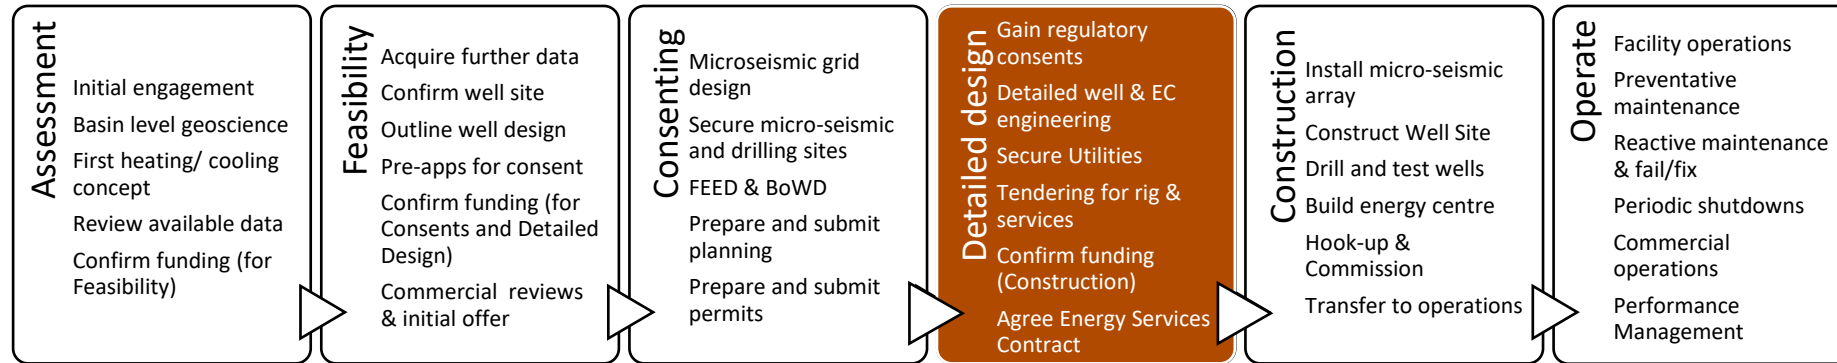 Assessment
Initial engagement
Basin level geoscience
First heating/ cooling
concept
Review available data
Confirm funding (for
Feasibility)
Feasibility
Acquire further data
Confirm well site
Outline well design
Pre-apps for consent
Confirm funding (for
Consents and Detailed
Design)
Commercial reviews
& initial offer
Consenting
Microseismic grid
design
Secure micro-seismic
and drilling sites
FEED & BoWD
Prepare and submit
planning
Prepare and submit
permits
Detailed design
Gain regulatory
consents
Detailed well & EC
engineering
Secure Utilities
Tendering for rig &
services
Confirm funding
(Construction)
Agree Energy Services
Contract
Construction
Install micro-seismic
array
Construct Well Site
Drill and test wells
Build energy centre
Hook-up &
Commission
Transfer to operations
Operate
Facility operations
Preventative
maintenance
Reactive maintenance
& fail/fix
Periodic shutdowns
Commercial
operations
Performance
Management